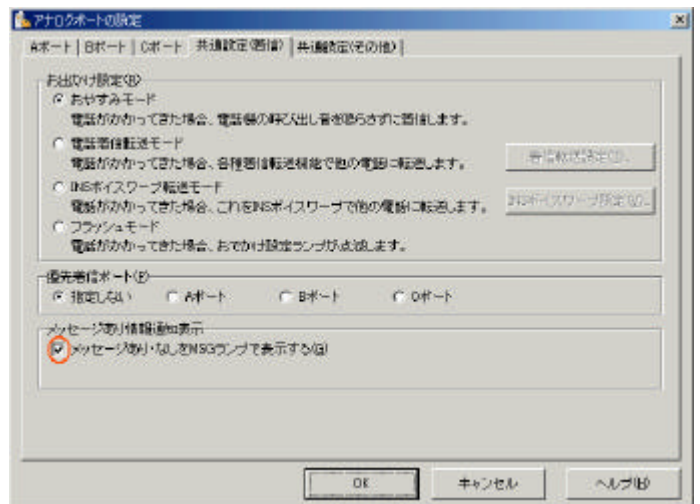 アナログポートの設定
Aポート Bポート Cポート 共通設定(着信) 共通設定(その他)
お出かけ設定(R)
おやすみモード
電話がかかってきた場合、電話機の呼び出し音を鳴らさずに着信します。
電話着信転送モード
電話がかかってきた場合、各種着信転送機能で他の電話に転送します。
着信転送設定(T)...
INSボイスワープ転送モード
電話がかかってきた場合、これをINSボイスワープで他の電話に転送します。
INSボイスワープ設定(W)...
フラッシュモード
電話がかかってきた場合、おでかけ設定ランプが点滅します。
優先着信ポート(P)
指定しない Aポート Bポート Cポート
メッセージあり情報通知表示
メッセージあり・なしをMSGランプで表示する(G)
OK キャンセル ヘルプ(H)